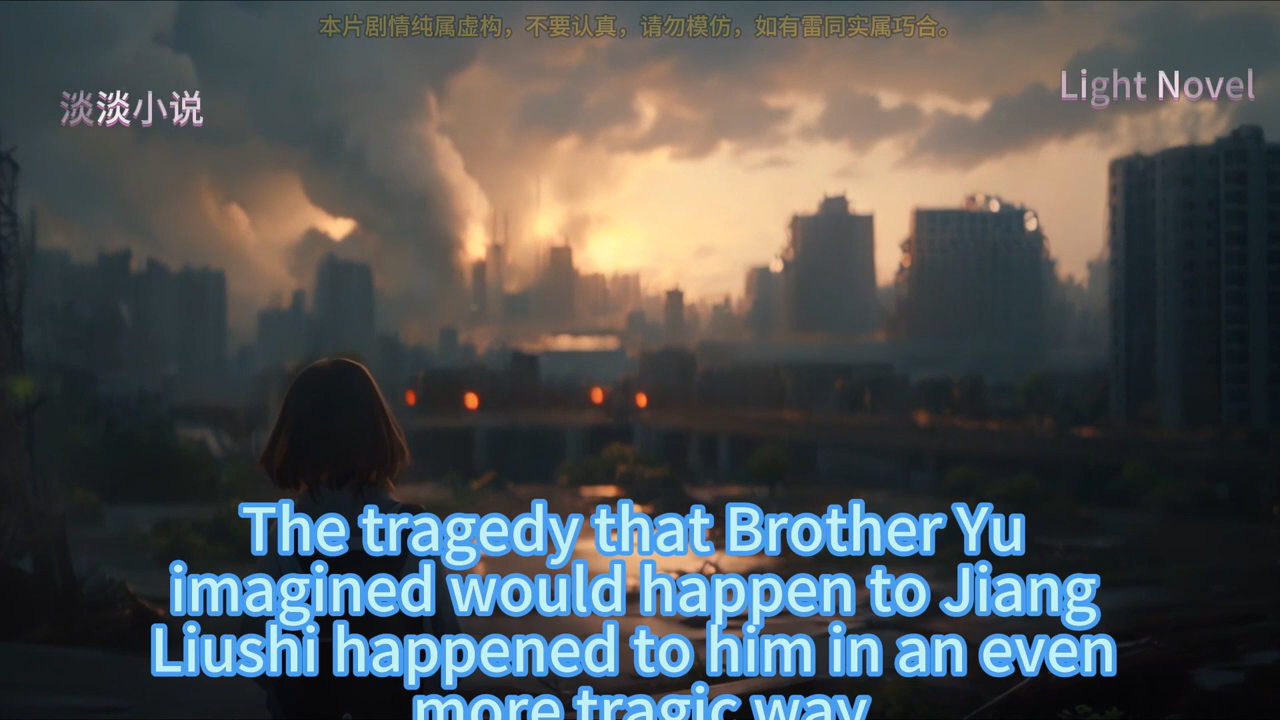 本片剧情纯属虚构，不要认真，请勿模仿，如有雷同实属巧合。
淡淡小说
Light Novel
The tragedy that Brother Yu
imagined would happen to Jiang
Liushi happened to him in an even
more tragic way